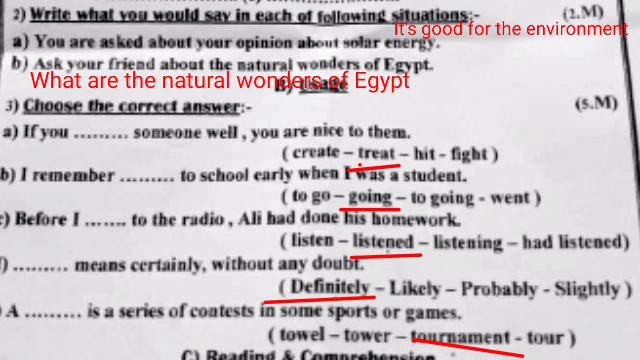 2) Write what you would say in each of following situations:- (2.M)
It's good for the environment
a) You are asked about your opinion about solar energy.
b) Ask your friend about the natural wonders of Egypt.
What are the natural wonders of Egypt
B) Usage
3) Choose the correct answer:- (5.M)
a) If you ......... someone well , you are nice to them.
( create – treat – hit - fight )
b) I remember ......... to school early when I was a student.
( to go – going – to going - went )
c) Before I ....... to the radio , Ali had done his homework.
(listen – listened – listening – had listened)
) ......... means certainly, without any doubt.
( Definitely – Likely – Probably - Slightly )
A ......... is a series of contests in some sports or games.
( towel – tower – tournament - tour )
C) Reading & Comprehension